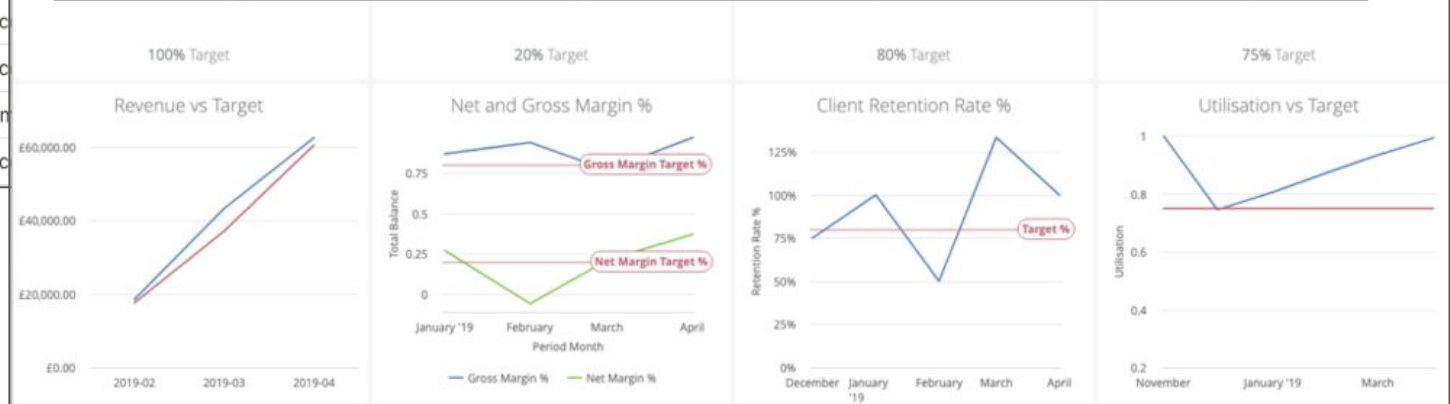 100% Target
20% Target
80% Target
75% Target
Revenue vs Target
£60,000.00
£40,000.00
£20,000.00
£0.00
2019-02 2019-03 2019-04
Net and Gross Margin %
Total Balance
0.75
0.5
0.25
0
Gross Margin Target %
Net Margin Target %
January '19 February March April
Period Month
Gross Margin % Net Margin %
Client Retention Rate %
Retention Rate %
125%
100%
75%
50%
25%
0%
Target %
December January '19 February March April
Utilisation vs Target
Utilisation
1
0.8
0.6
0.4
0.2
November January '19 March